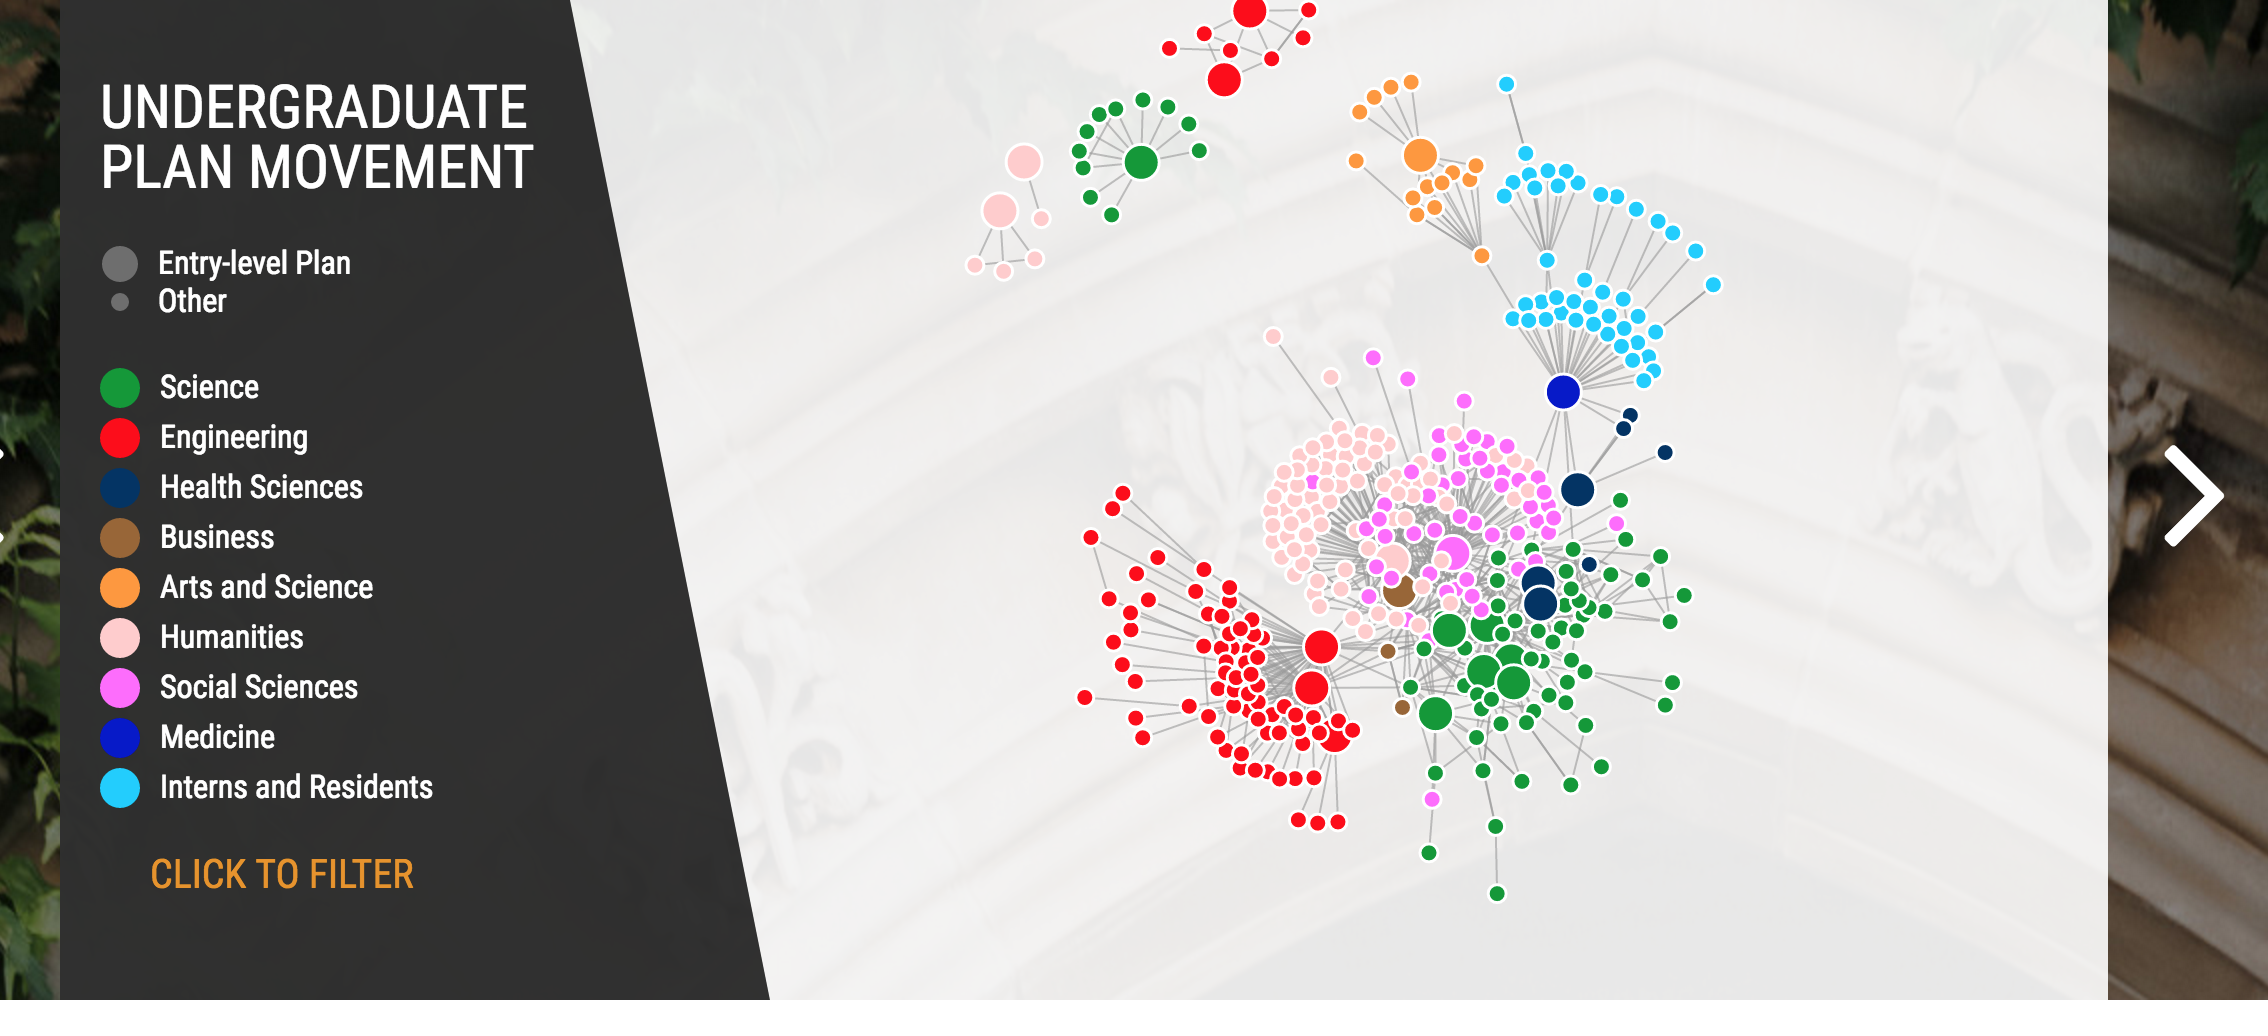 UNDERGRADUATE
PLAN MOVEMENT
Entry-level Plan
Other
Science
Engineering
Health Sciences
Business
Arts and Science
Humanities
Social Sciences
Medicine
Interns and Residents
CLICK TO FILTER